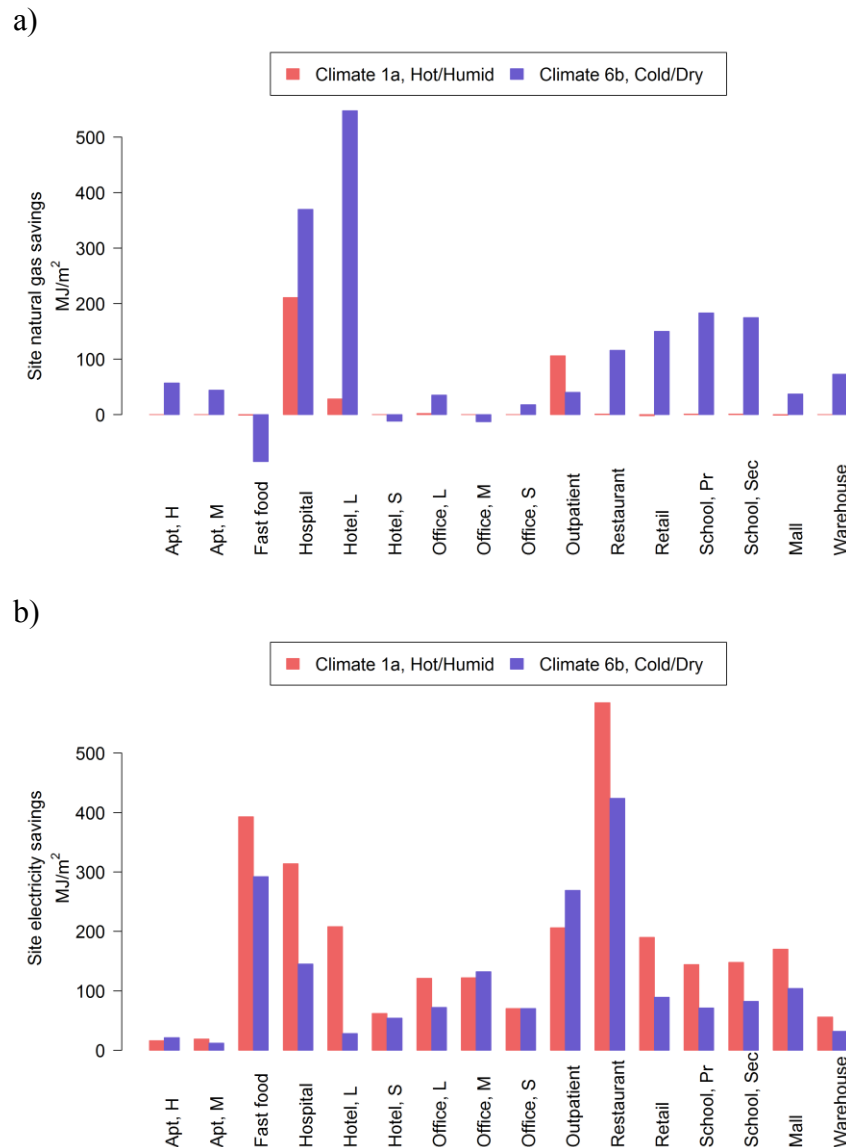 a)
Climate 1a, Hot/Humid Climate 6b, Cold/Dry
Site natural gas savings
MJ/m²
500
400
300
200
100
0
Apt, H
Apt, M
Fast food
Hospital
Hotel, L
Hotel, S
Office, L
Office, M
Office, S
Outpatient
Restaurant
Retail
School, Pr
School, Sec
Mall
Warehouse
b)
Climate 1a, Hot/Humid Climate 6b, Cold/Dry
Site electricity savings
MJ/m²
500
400
300
200
100
0
Apt, H
Apt, M
Fast food
Hospital
Hotel, L
Hotel, S
Office, L
Office, M
Office, S
Outpatient
Restaurant
Retail
School, Pr
School, Sec
Mall
Warehouse